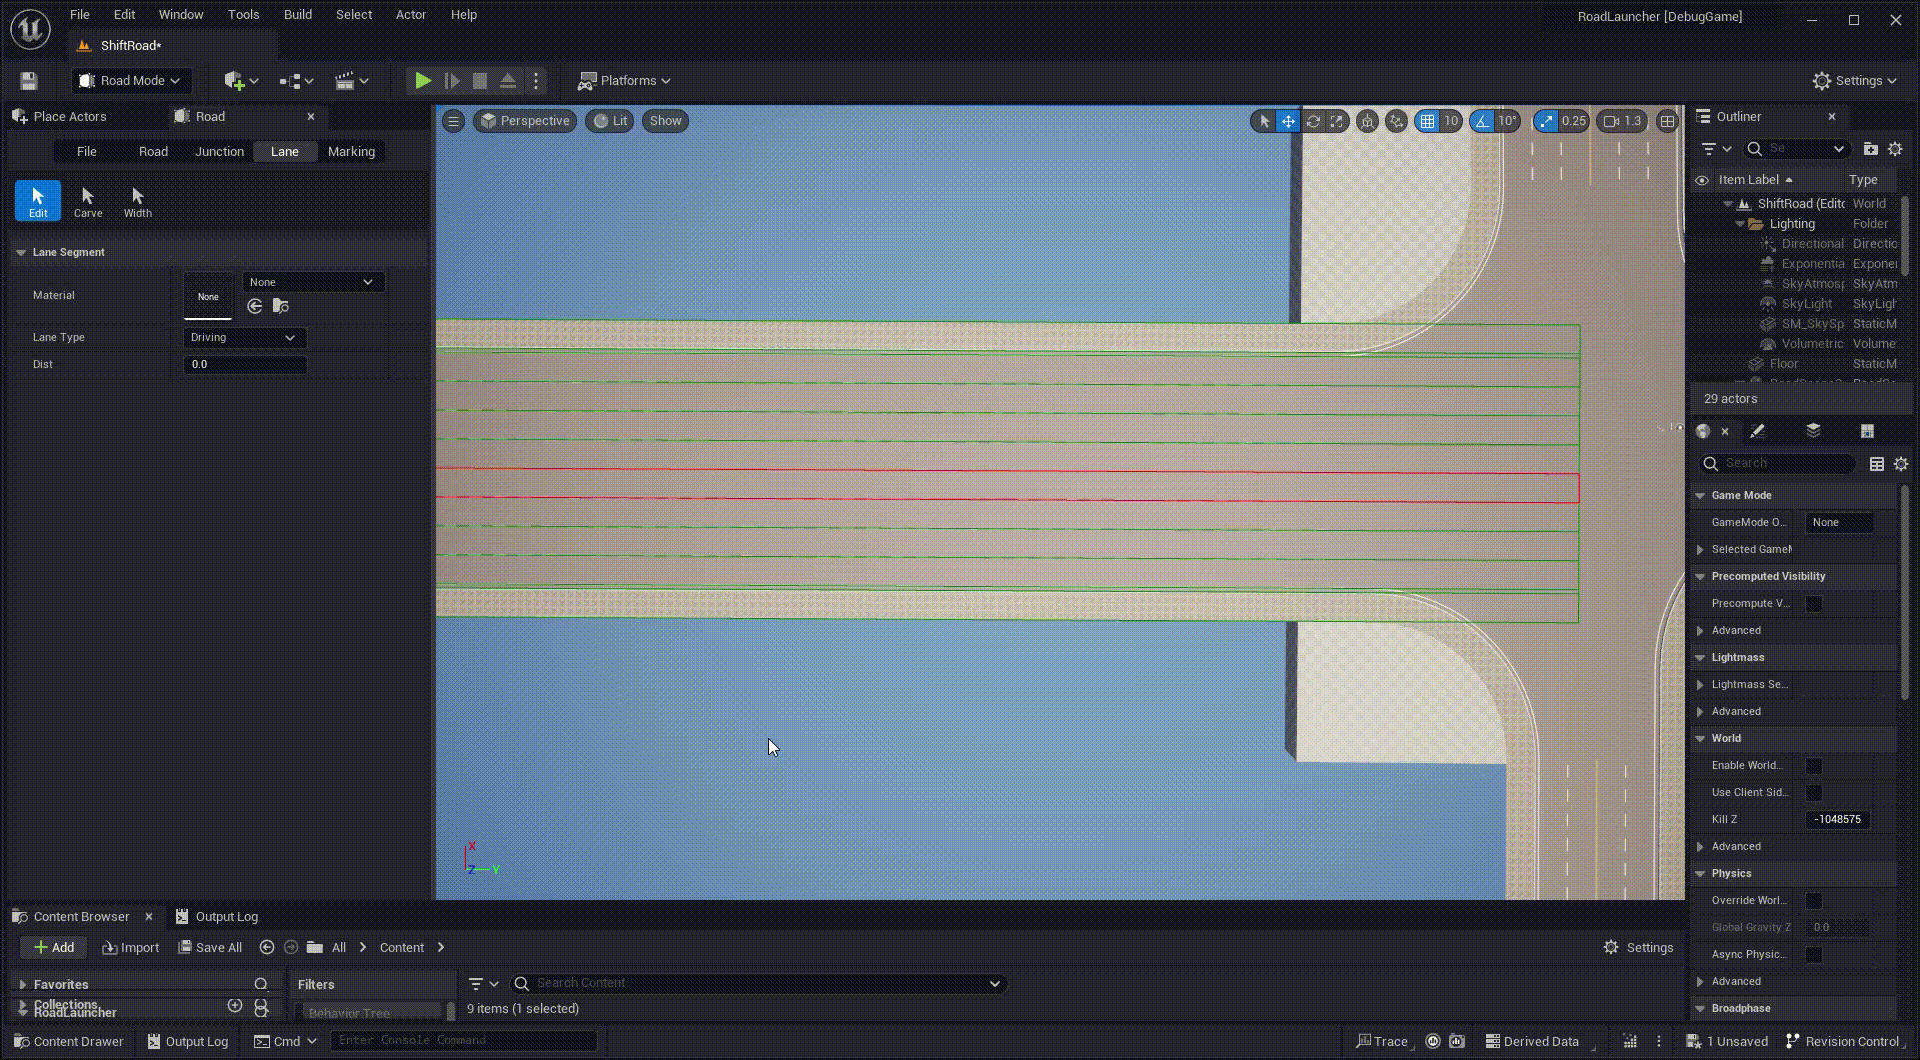 File Edit Window Tools Build Select Actor Help
RoadLauncher [DebugGame]
ShiftRoad*
Road Mode
Platforms
Settings
Place Actors
Road
File Road Junction Lane Marking
Edit Carve Width
Lane Segment
Material
None
None
Lane Type
Driving
Dist
0.0
Perspective
Lit
Show
10
10°
0.25
1.3
X
Z
Y
Outliner
Se
Item Label
Type
ShiftRoad (Edito World
Lighting Folder
Directional Directio
Exponentia Exponen
SkyAtmosp SkyAtm
SkyLight SkyLigh
SM_SkySp StaticM
Volumetric Volume
Floor StaticM
29 actors
Search
Game Mode
GameMode O...
None
Selected GameM
Precomputed Visibility
Precompute V...
Advanced
Lightmass
Lightmass Se...
Advanced
World
Enable World...
Use Client Sid...
Kill Z
-1048575
Advanced
Physics
Override Worl...
Global Gravity Z
0.0
Async Physic...
Advanced
Broadphase
Content Browser
Output Log
Add
Import
Save All
All
Content
Settings
Favorites
Collections
RoadLauncher
Filters
Behavior Tree
Search Content
9 items (1 selected)
Content Drawer
Output Log
Cmd
Enter Console Command
Trace
Derived Data
1 Unsaved
Revision Control